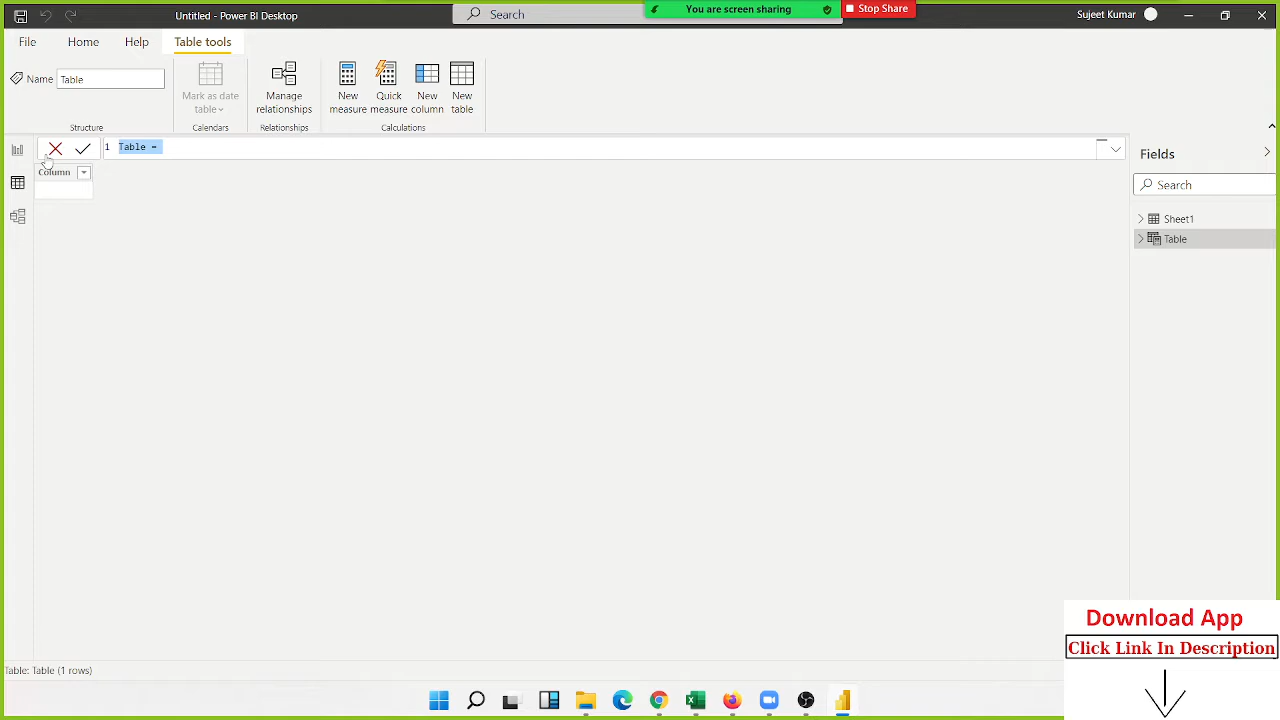 Untitled - Power BI Desktop
Search
You are screen sharing
Stop Share
Sujeet Kumar
File
Home
Help
Table tools
Name
Table
Mark as date
table
Manage
relationships
New
measure
Quick
measure
New
column
New
table
Structure
Calendars
Relationships
Calculations
1
Table =
Column
Fields
Search
Sheet1
Table
Table: Table (1 rows)
Download App
Click Link In Description